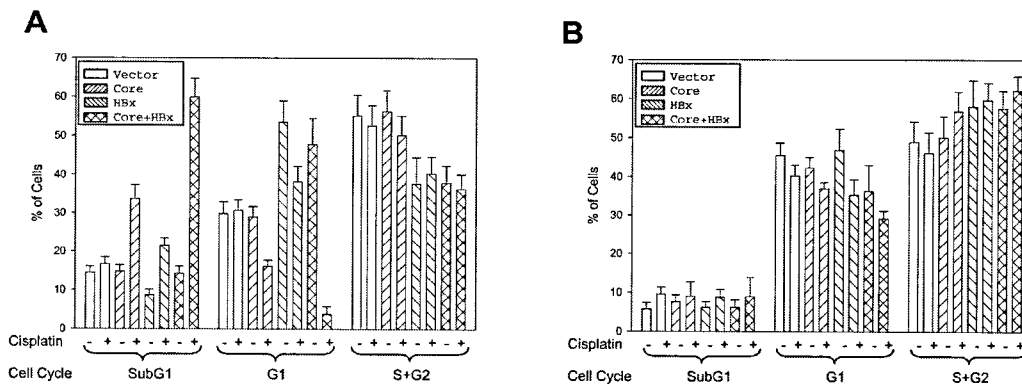 A
70
60
50
40
30
20
10
0
% of Cells
Vector
Core
HBx
Core+HBx
Cisplatin - + - + - + - + - + - + - + - + - + - + - + - +
Cell Cycle SubG1 G1 S+G2
B
70
60
50
40
30
20
10
0
% of Cells
Vector
Core
HBx
Core+HBx
Cisplatin - + - + - + - + - + - + - + - + - + - + - + - +
Cell Cycle SubG1 G1 S+G2